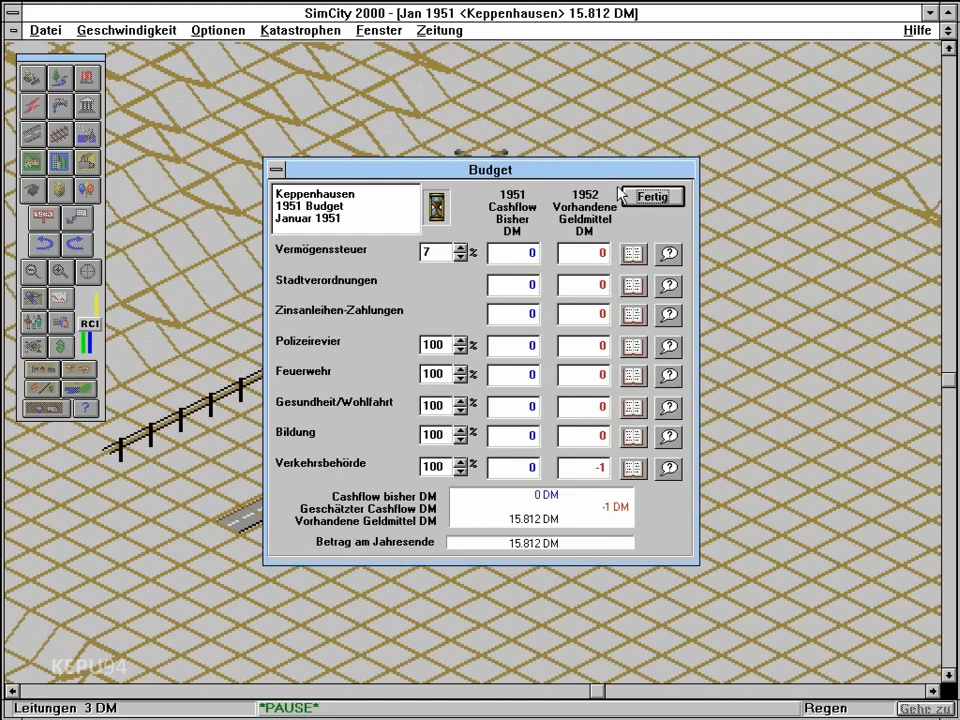 SimCity 2000 - [Jan 1951 <Keppenhausen> 15.812 DM]
Datei Geschwindigkeit Optionen Katastrophen Fenster Zeitung Hilfe
Budget
Keppenhausen
1951 Budget
Januar 1951
1951
Cashflow
Bisher
DM
1952
Vorhandene
Geldmittel
DM
Fertig
Vermögenssteuer 7 % 0 0
Stadtverordnungen 0 0
Zinsanleihen-Zahlungen 0 0
Polizeirevier 100 % 0 0
Feuerwehr 100 % 0 0
Gesundheit/Wohlfahrt 100 % 0 0
Bildung 100 % 0 0
Verkehrsbehörde 100 % 0 -1
Cashflow bisher DM 0 DM
Geschätzter Cashflow DM -1 DM
Vorhandene Geldmittel DM 15.812 DM
Betrag am Jahresende 15.812 DM
RCI
KEPU94
Leitungen 3 DM *PAUSE* Regen Gehe zu